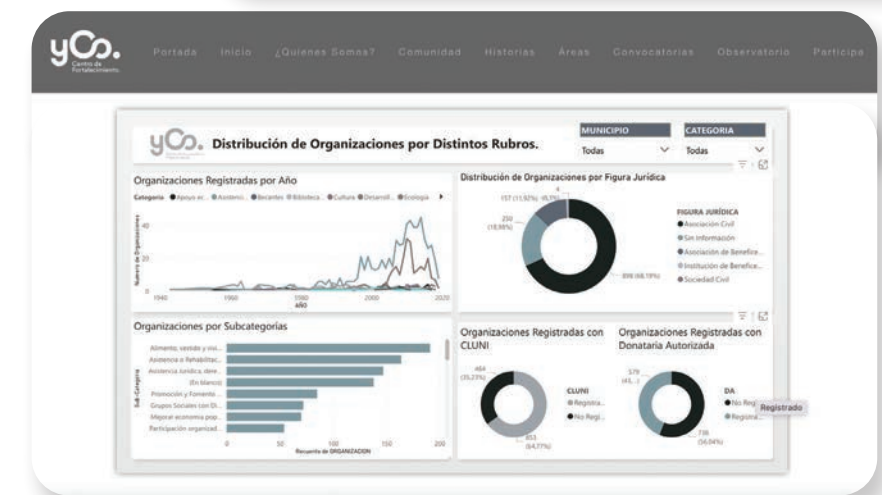 yCo.
Centro de
Fortalecimiento.
Portada Inicio ¿Quienes Somos? Comunidad Historias Áreas Convocatorias Observatorio Participa
yCo.
Distribución de Organizaciones por Distintos Rubros.
MUNICIPIO
Todas
CATEGORIA
Todas
Organizaciones Registradas por Año
Categoria Apoyo ec... Asistenci... Becantes Biblioteca... Cultura Desarroll... Ecologia
Numero de Organizaciones
40
20
0
1940 1960 1980 2000 2020
AÑO
Distribución de Organizaciones por Figura Jurídica
4
157 (11,92%)
250
(18,98%)
898 (68,19%)
FIGURA JURÍDICA
Asociación Civil
Sin Información
Asociación de Benefice...
Institución de Benefice...
Sociedad Civil
Organizaciones por Subcategorias
Sub-Categoria
Alimento, vestido y vivi...
Asistencia o Rehabilitac...
Asistencia Jurídica, dere...
(En blanco)
Promoción y Fomento ...
Grupos Sociales con Di...
Mejorar economia pop...
Participación organizad...
0 50 100 150 200
Recuento de ORGANIZACION
Organizaciones Registradas con
CLUNI
464
(35,23%)
853
(64,77%)
CLUNI
Registra...
No Regi...
Organizaciones Registradas con
Donataria Autorizada
579
(43,...)
738
(56,04%)
DA
No Reg
Registra...
Registrado